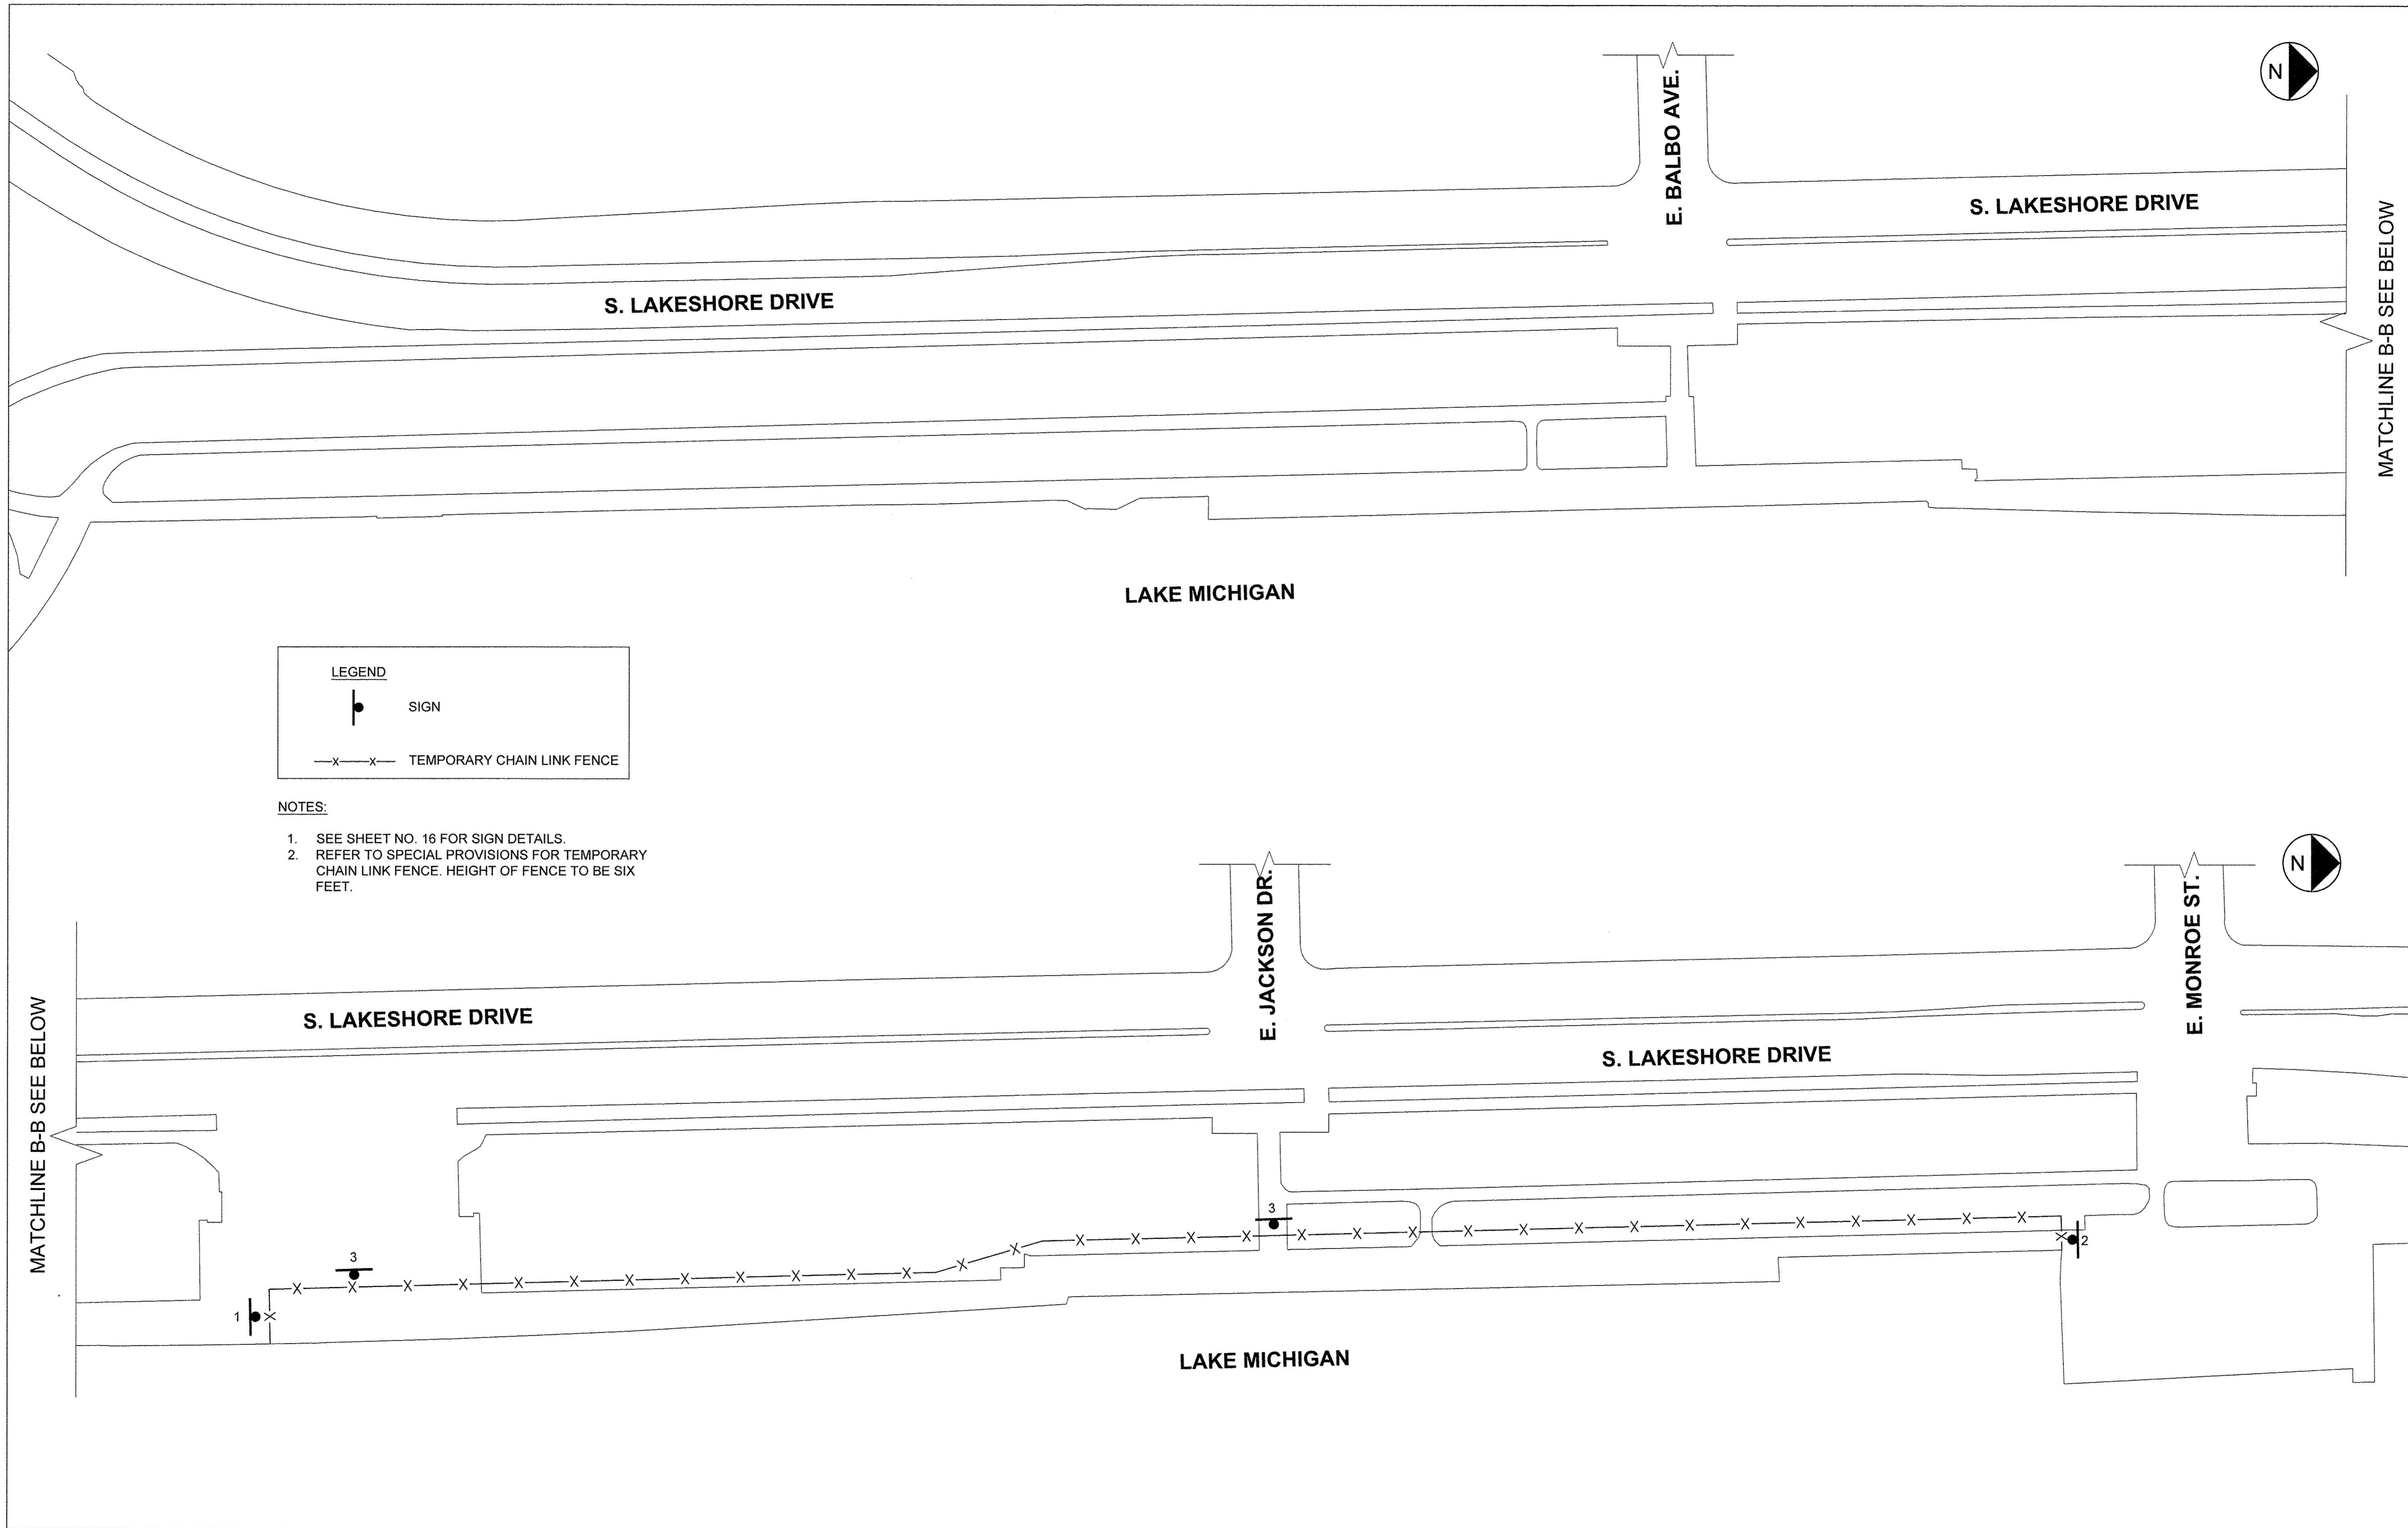 N
E. BALBO AVE.
S. LAKESHORE DRIVE
S. LAKESHORE DRIVE
MATCHLINE B-B SEE BELOW
LAKE MICHIGAN
LEGEND
SIGN
X X TEMPORARY CHAIN LINK FENCE
NOTES:
1. SEE SHEET NO. 16 FOR SIGN DETAILS.
2. REFER TO SPECIAL PROVISIONS FOR TEMPORARY
CHAIN LINK FENCE. HEIGHT OF FENCE TO BE SIX
FEET.
N
E. JACKSON DR.
E. MONROE ST.
MATCHLINE B-B SEE BELOW
S. LAKESHORE DRIVE
S. LAKESHORE DRIVE
3
3
2
1
LAKE MICHIGAN